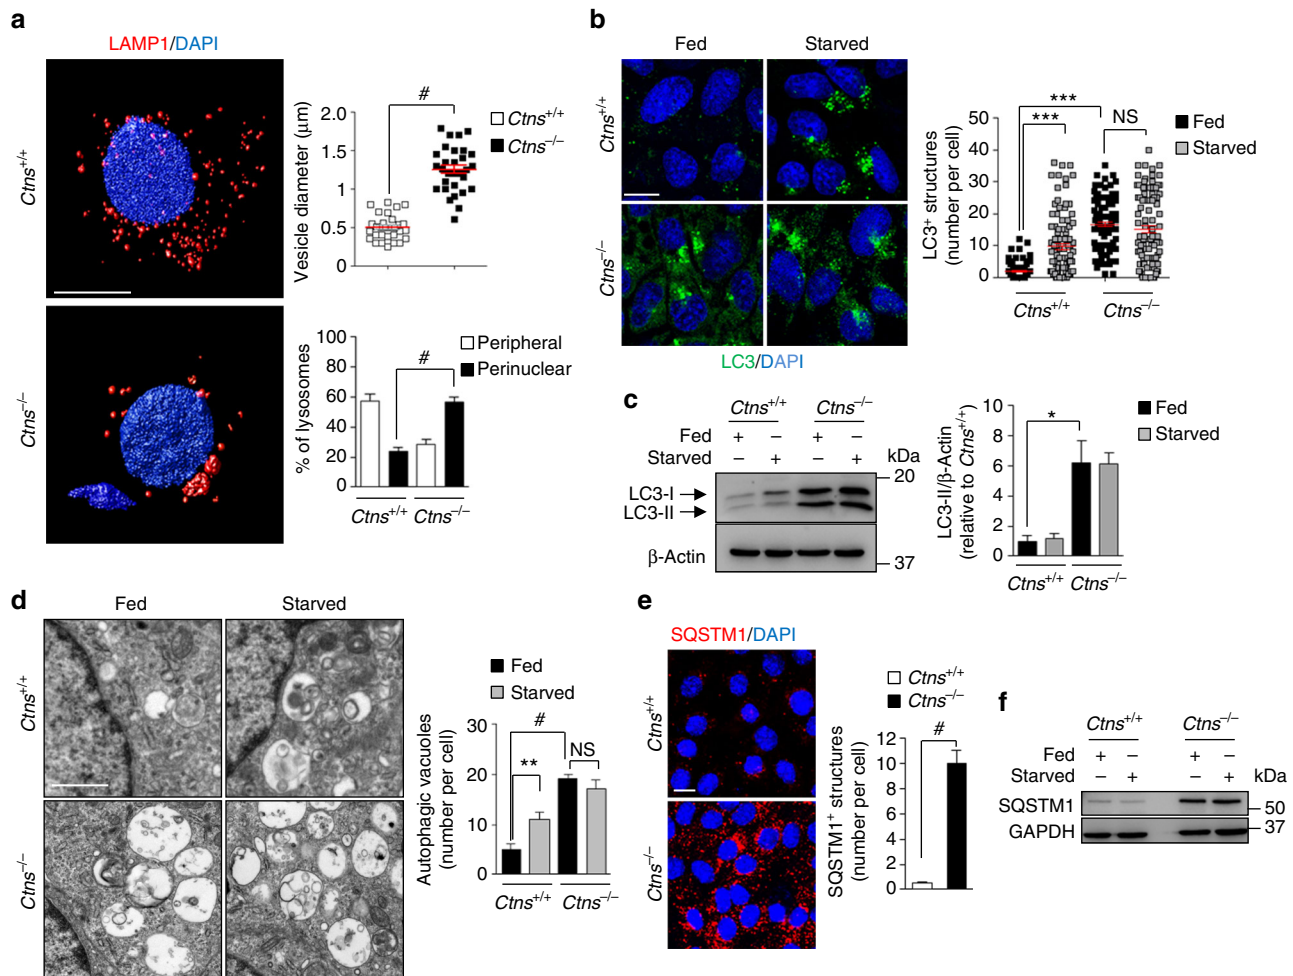 a
LAMP1/DAPI
Ctns+/+
Ctns–/–
Vesicle diameter (μm)
2.0
1.5
1
0.5
0
#
Ctns+/+
Ctns–/–
% of lysosomes
100
80
60
40
20
0
#
Peripheral
Perinuclear
Ctns+/+ Ctns–/–
b
Fed Starved
Ctns+/+
Ctns–/–
LC3/DAPI
LC3+ structures
(number per cell)
50
40
30
20
10
0
***
***
NS
Fed
Starved
Ctns+/+ Ctns–/–
c
Ctns+/+ Ctns–/–
Fed + – + –
Starved – + – +
kDa
20
LC3-I
LC3-II
β-Actin
37
LC3-II/β-Actin
(relative to Ctns+/+)
10
8
6
4
2
0
*
Fed
Starved
Ctns+/+ Ctns–/–
d
Fed Starved
Ctns+/+
Ctns–/–
Fed
Starved
Autophagic vacuoles
(number per cell)
30
20
10
0
#
**
NS
Ctns+/+ Ctns–/–
e
SQSTM1/DAPI
Ctns+/+
Ctns–/–
Ctns+/+
Ctns–/–
SQSTM1+ structures
(number per cell)
12
10
8
6
4
2
0
#
f
Ctns+/+ Ctns–/–
Fed + – + –
Starved – + – +
kDa
SQSTM1
50
GAPDH
37